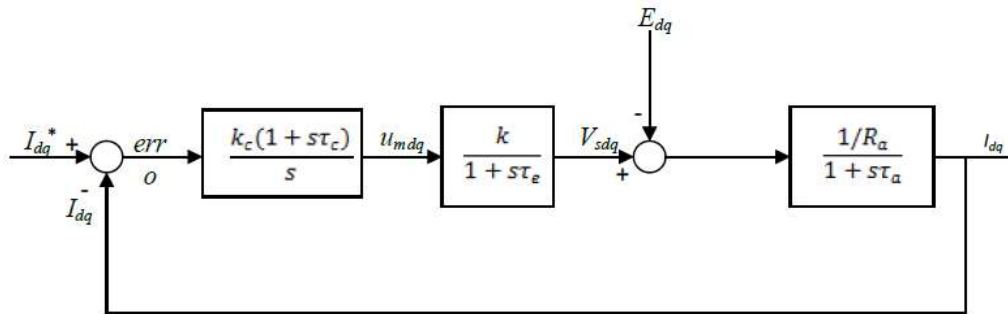 E_dq
I_dq* +
err
o
k_c(1 + sτ_c)
s
u_mdq
k
1 + sτ_e
V_sdq
-
+
1/R_a
1 + sτ_a
I_dq
-
I_dq